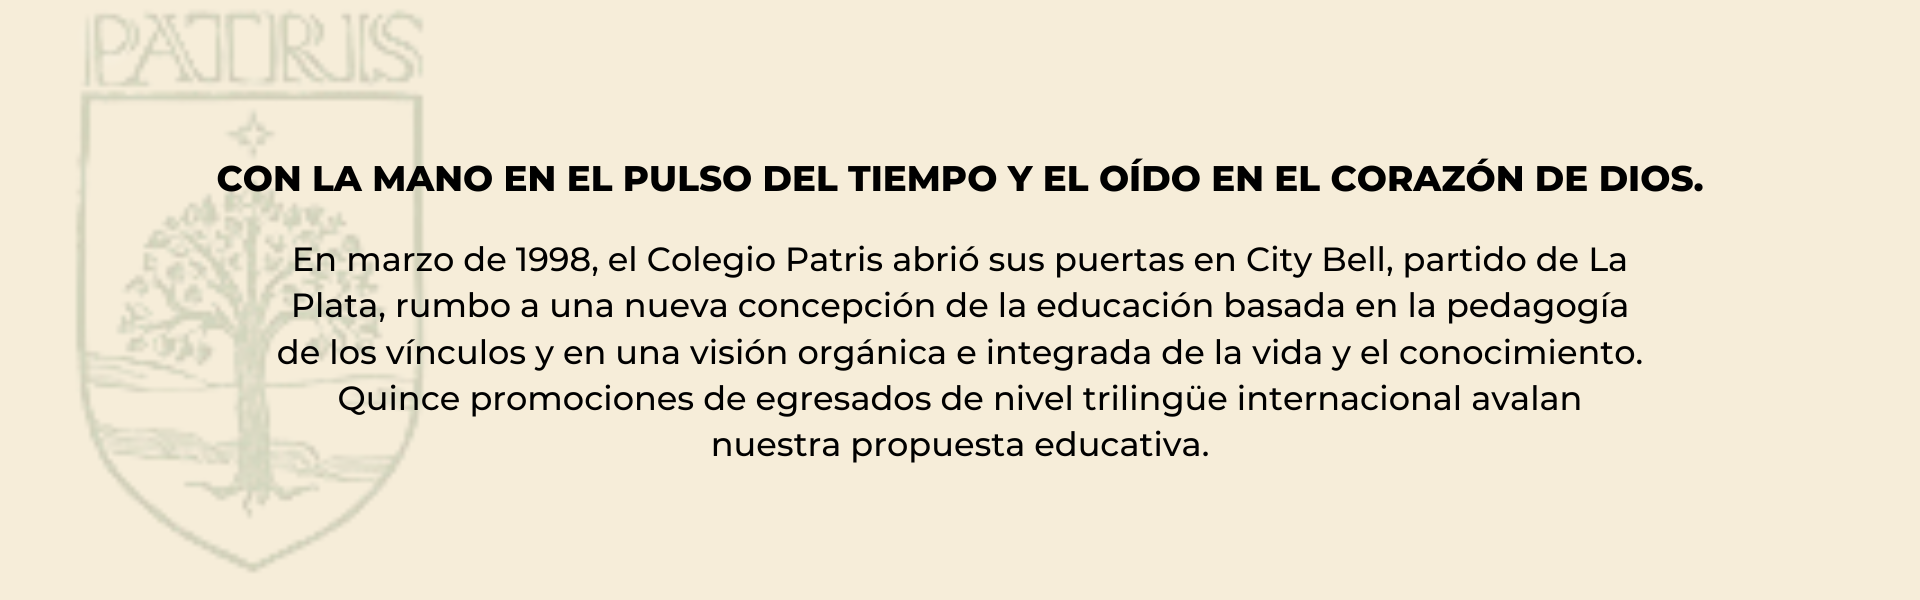 PATRIS
CON LA MANO EN EL PULSO DEL TIEMPO Y EL OÍDO EN EL CORAZÓN DE DIOS.
En marzo de 1998, el Colegio Patris abrió sus puertas en City Bell, partido de La
Plata, rumbo a una nueva concepción de la educación basada en la pedagogía
de los vínculos y en una visión orgánica e integrada de la vida y el conocimiento.
Quince promociones de egresados de nivel trilingüe internacional avalan
nuestra propuesta educativa.